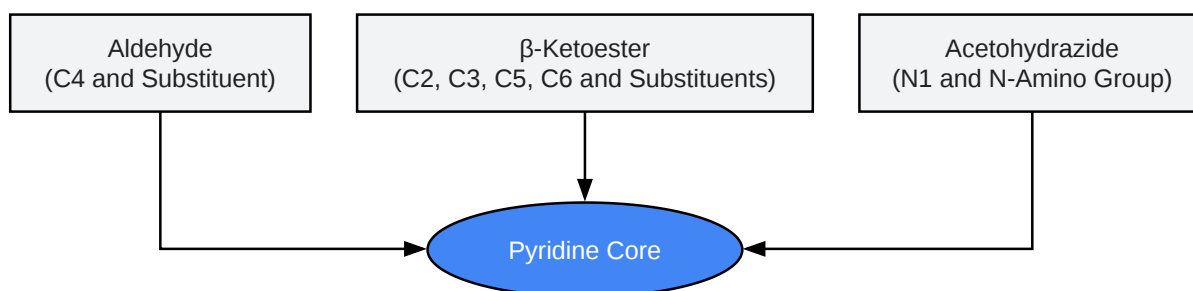 Aldehyde
(C4 and Substituent)
β-Ketoester
(C2, C3, C5, C6 and Substituents)
Acetohydrazide
(N1 and N-Amino Group)
Pyridine Core